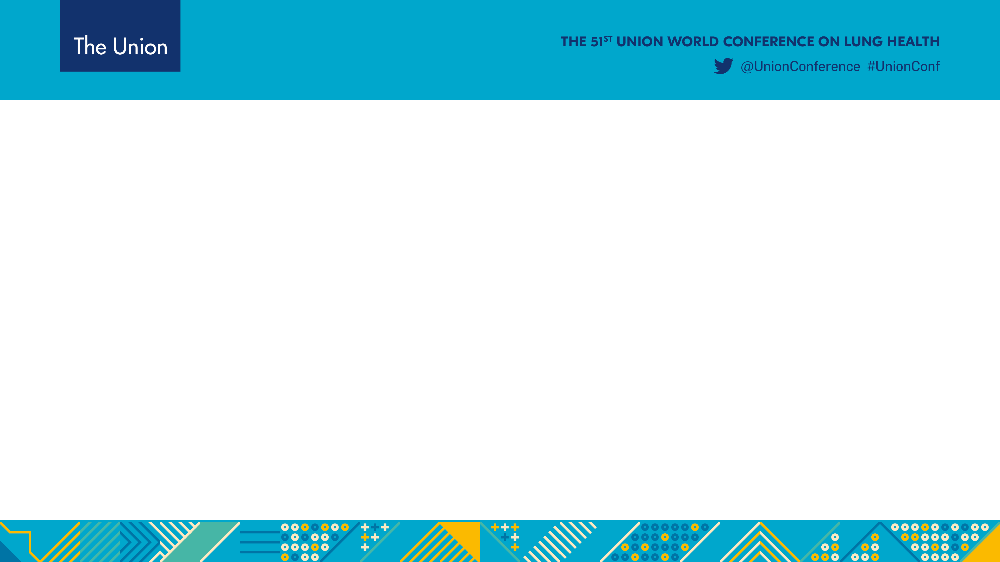 The Union
THE 51ST UNION WORLD CONFERENCE ON LUNG HEALTH
@UnionConference #UnionConf